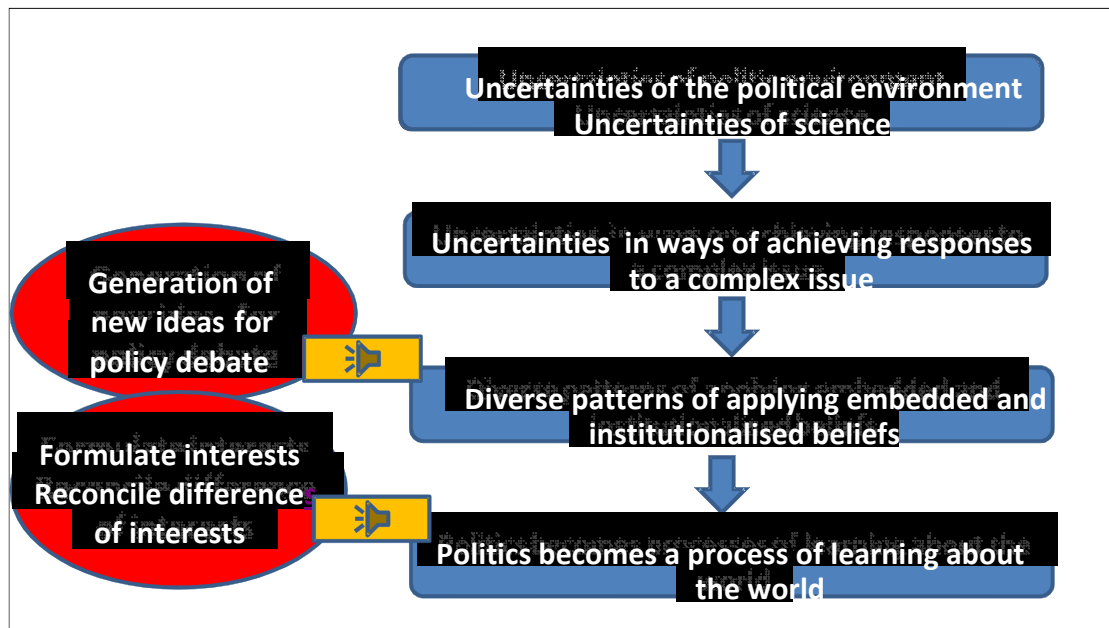 Uncertainties of the political environment
Uncertainties of science
Uncertainties in ways of achieving responses
to a complex issue
Generation of
new ideas for
policy debate
Diverse patterns of applying embedded and
institutionalised beliefs
Formulate interests
Reconcile difference
of interests
Politics becomes a process of learning about
the world